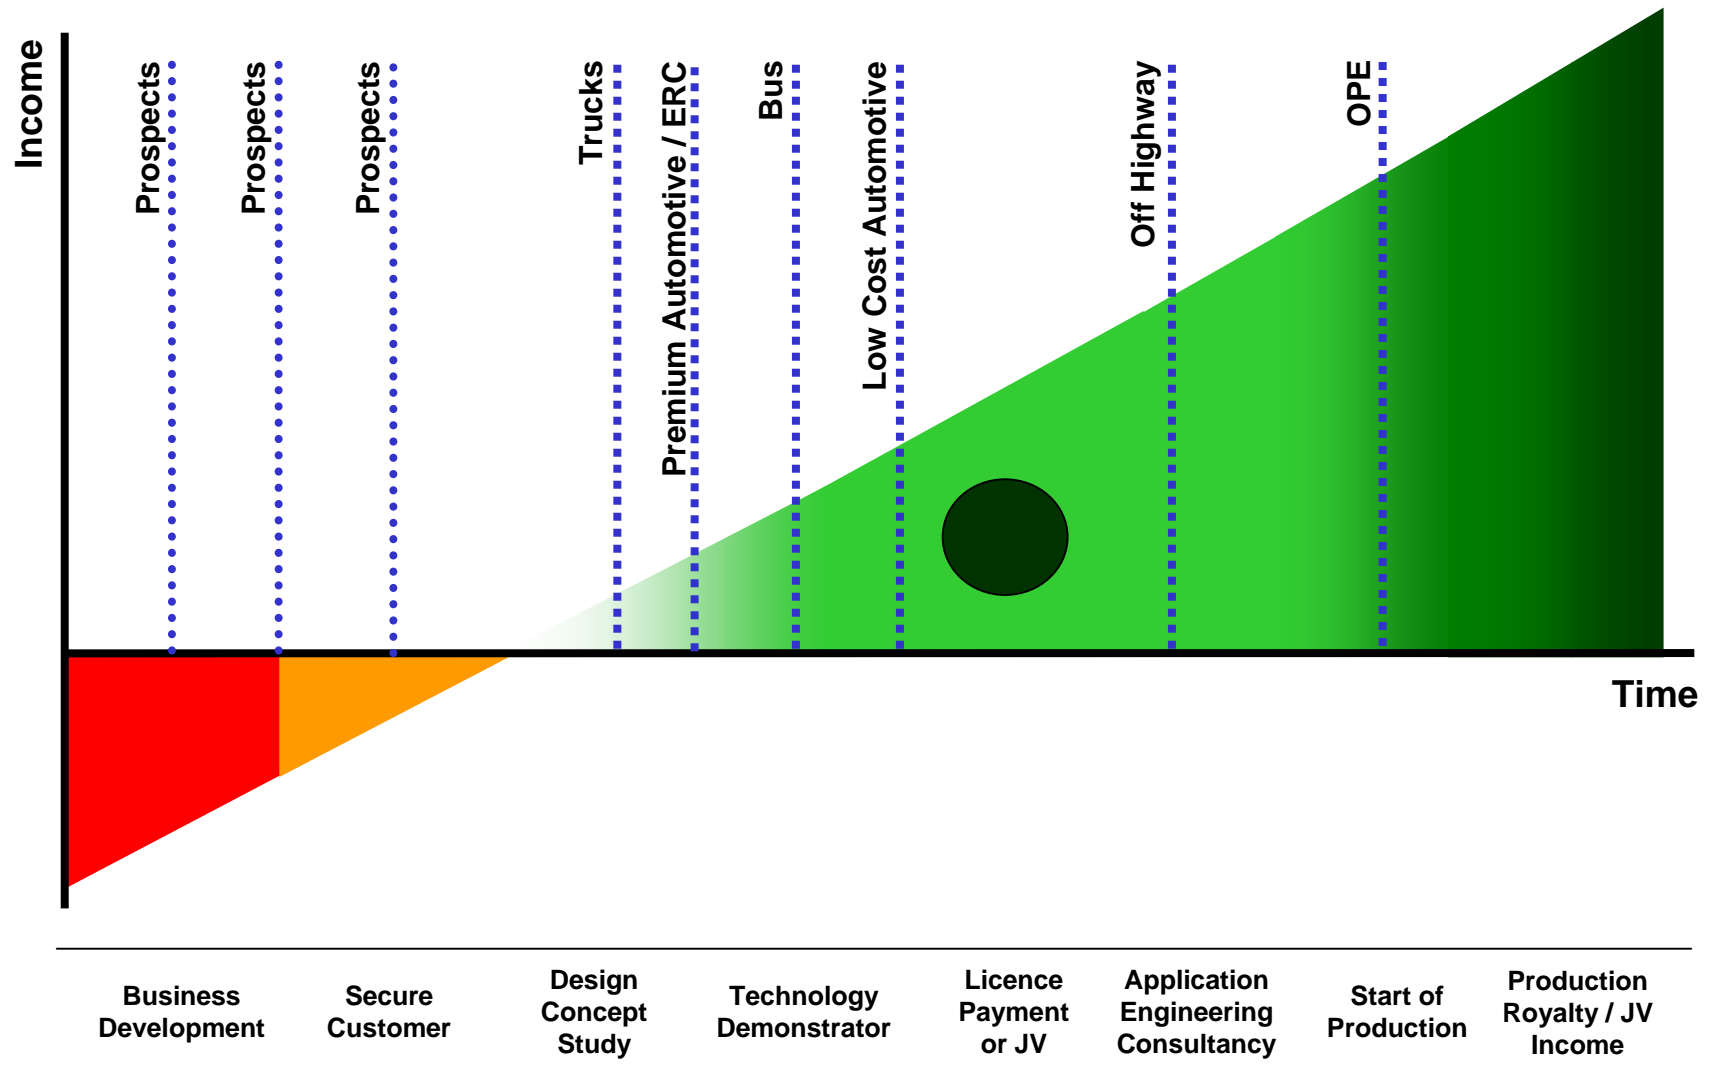 Income
Prospects
Prospects
Prospects
Trucks
Premium Automotive / ERC
Bus
Low Cost Automotive
Off Highway
OPE
Time
Business
Development
Secure
Customer
Design
Concept
Study
Technology
Demonstrator
Licence
Payment
or JV
Application
Engineering
Consultancy
Start of
Production
Production
Royalty / JV
Income